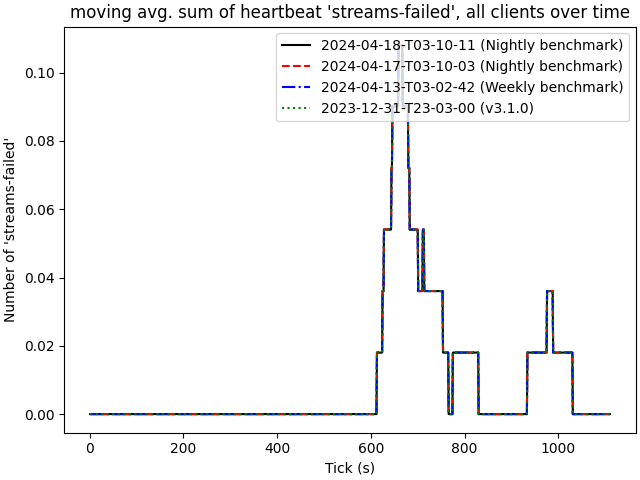 moving avg. sum of heartbeat 'streams-failed', all clients over time
2024-04-18-T03-10-11 (Nightly benchmark)
2024-04-17-T03-10-03 (Nightly benchmark)
2024-04-13-T03-02-42 (Weekly benchmark)
2023-12-31-T23-03-00 (v3.1.0)
Number of 'streams-failed'
0.10
0.08
0.06
0.04
0.02
0.00
0 200 400 600 800 1000
Tick (s)